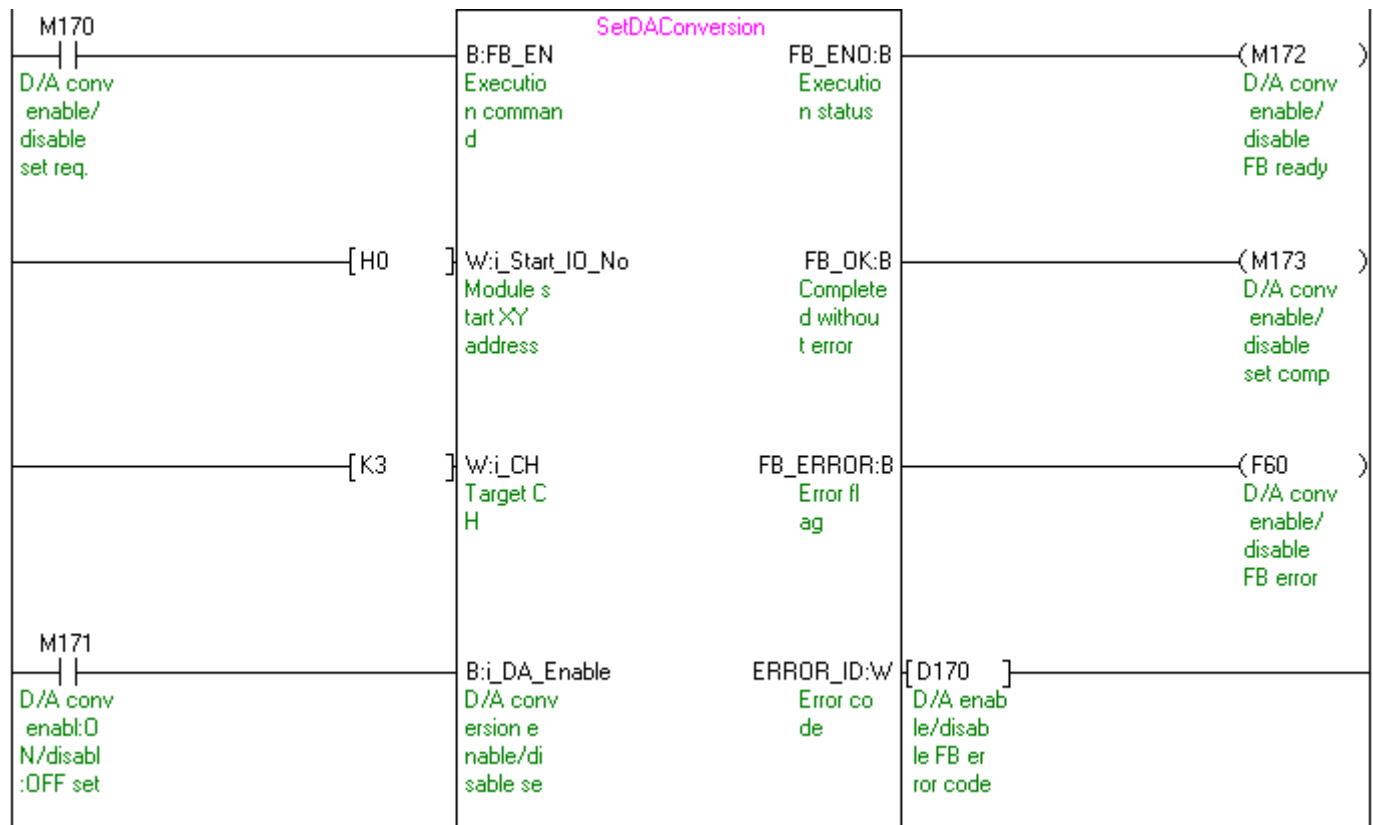 M170
SetDAConversion
B:FB_EN
FB_ENO:B
(M172 )
D/A conv
enable/
disable
set req.
Executio
n comman
d
Executio
n status
D/A conv
enable/
disable
FB ready
[H0 ]
W:i_Start_IO_No
FB_OK:B
(M173 )
Module s
tart XY
address
Complete
d withou
t error
D/A conv
enable/
disable
set comp
[K3 ]
W:i_CH
FB_ERROR:B
(F60 )
Target C
H
Error fl
ag
D/A conv
enable/
disable
FB error
M171
B:i_DA_Enable
ERROR_ID:W
[D170 ]
D/A conv
enabl:O
N/disabl
:OFF set
D/A conv
ersion e
nable/di
sable se
Error co
de
D/A enab
le/disab
le FB er
ror code